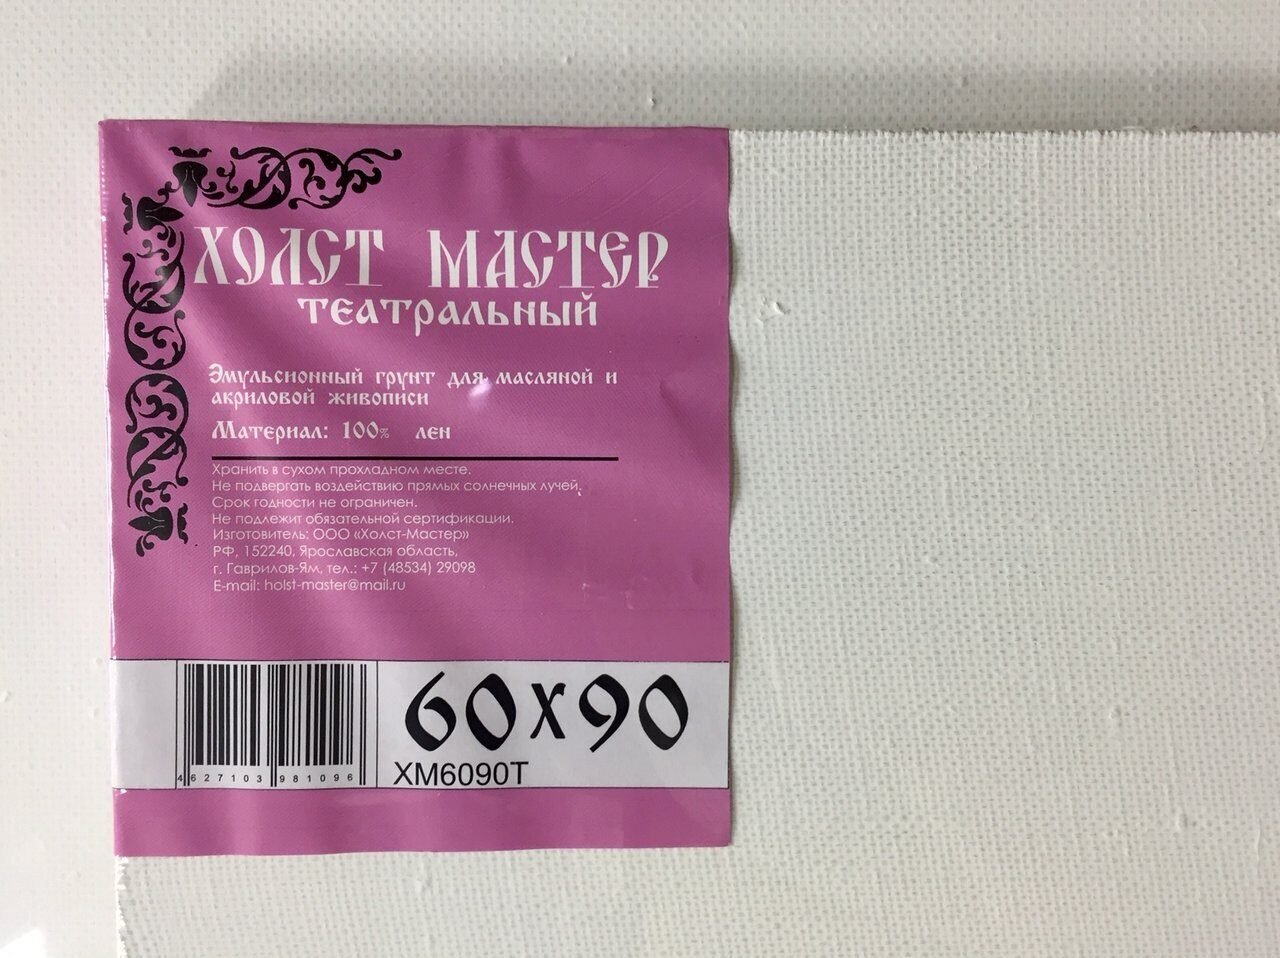 ХОЛСТ МАСТЕР
театральный
Эмульсионный грунт для масляной и
акриловой живописи
Материал: 100% лен
Хранить в сухом прохладном месте.
Не подвергать воздействию прямых солнечных лучей.
Срок годности не ограничен.
Не подлежит обязательной сертификации.
Изготовитель: ООО «Холст-Мастер»
РФ, 152240, Ярославская область,
г. Гаврилов-Ям, тел.: +7 (48534) 29098
E-mail: holst-master@mail.ru
60х90
4 627103 981096
ХМ6090Т